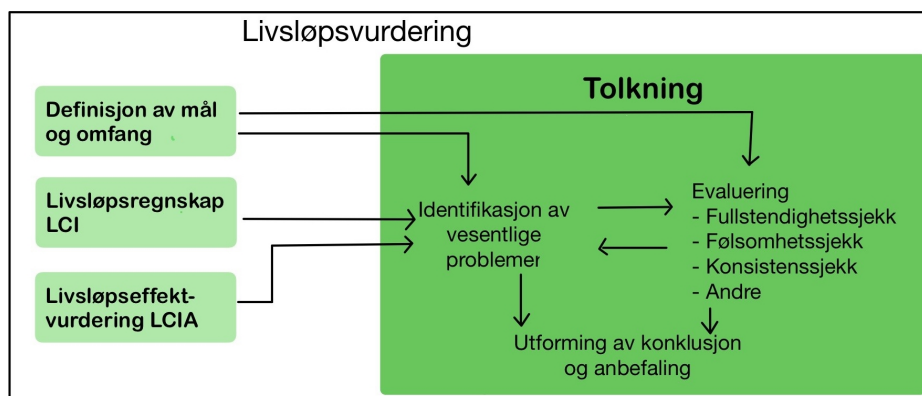 Livsløpsvurdering
Definisjon av mål
og omfang
Livsløpsregnskap
LCI
Livsløpseffekt-
vurdering LCIA
Tolkning
Identifikasjon av
vesentlige
problemer
Evaluering
- Fullstendighetssjekk
- Følsomhetssjekk
- Konsistenssjekk
- Andre
Utforming av konklusjon
og anbefaling